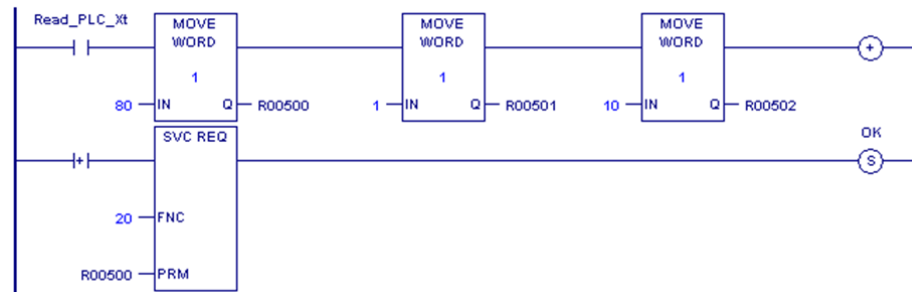 Read_PLC_Xt
MOVE WORD MOVE WORD MOVE WORD
1 1 1
+
80 IN Q R00500 1 IN Q R00501 10 IN Q R00502
SVC REQ
OK
+ S
20 FNC
R00500 PRM